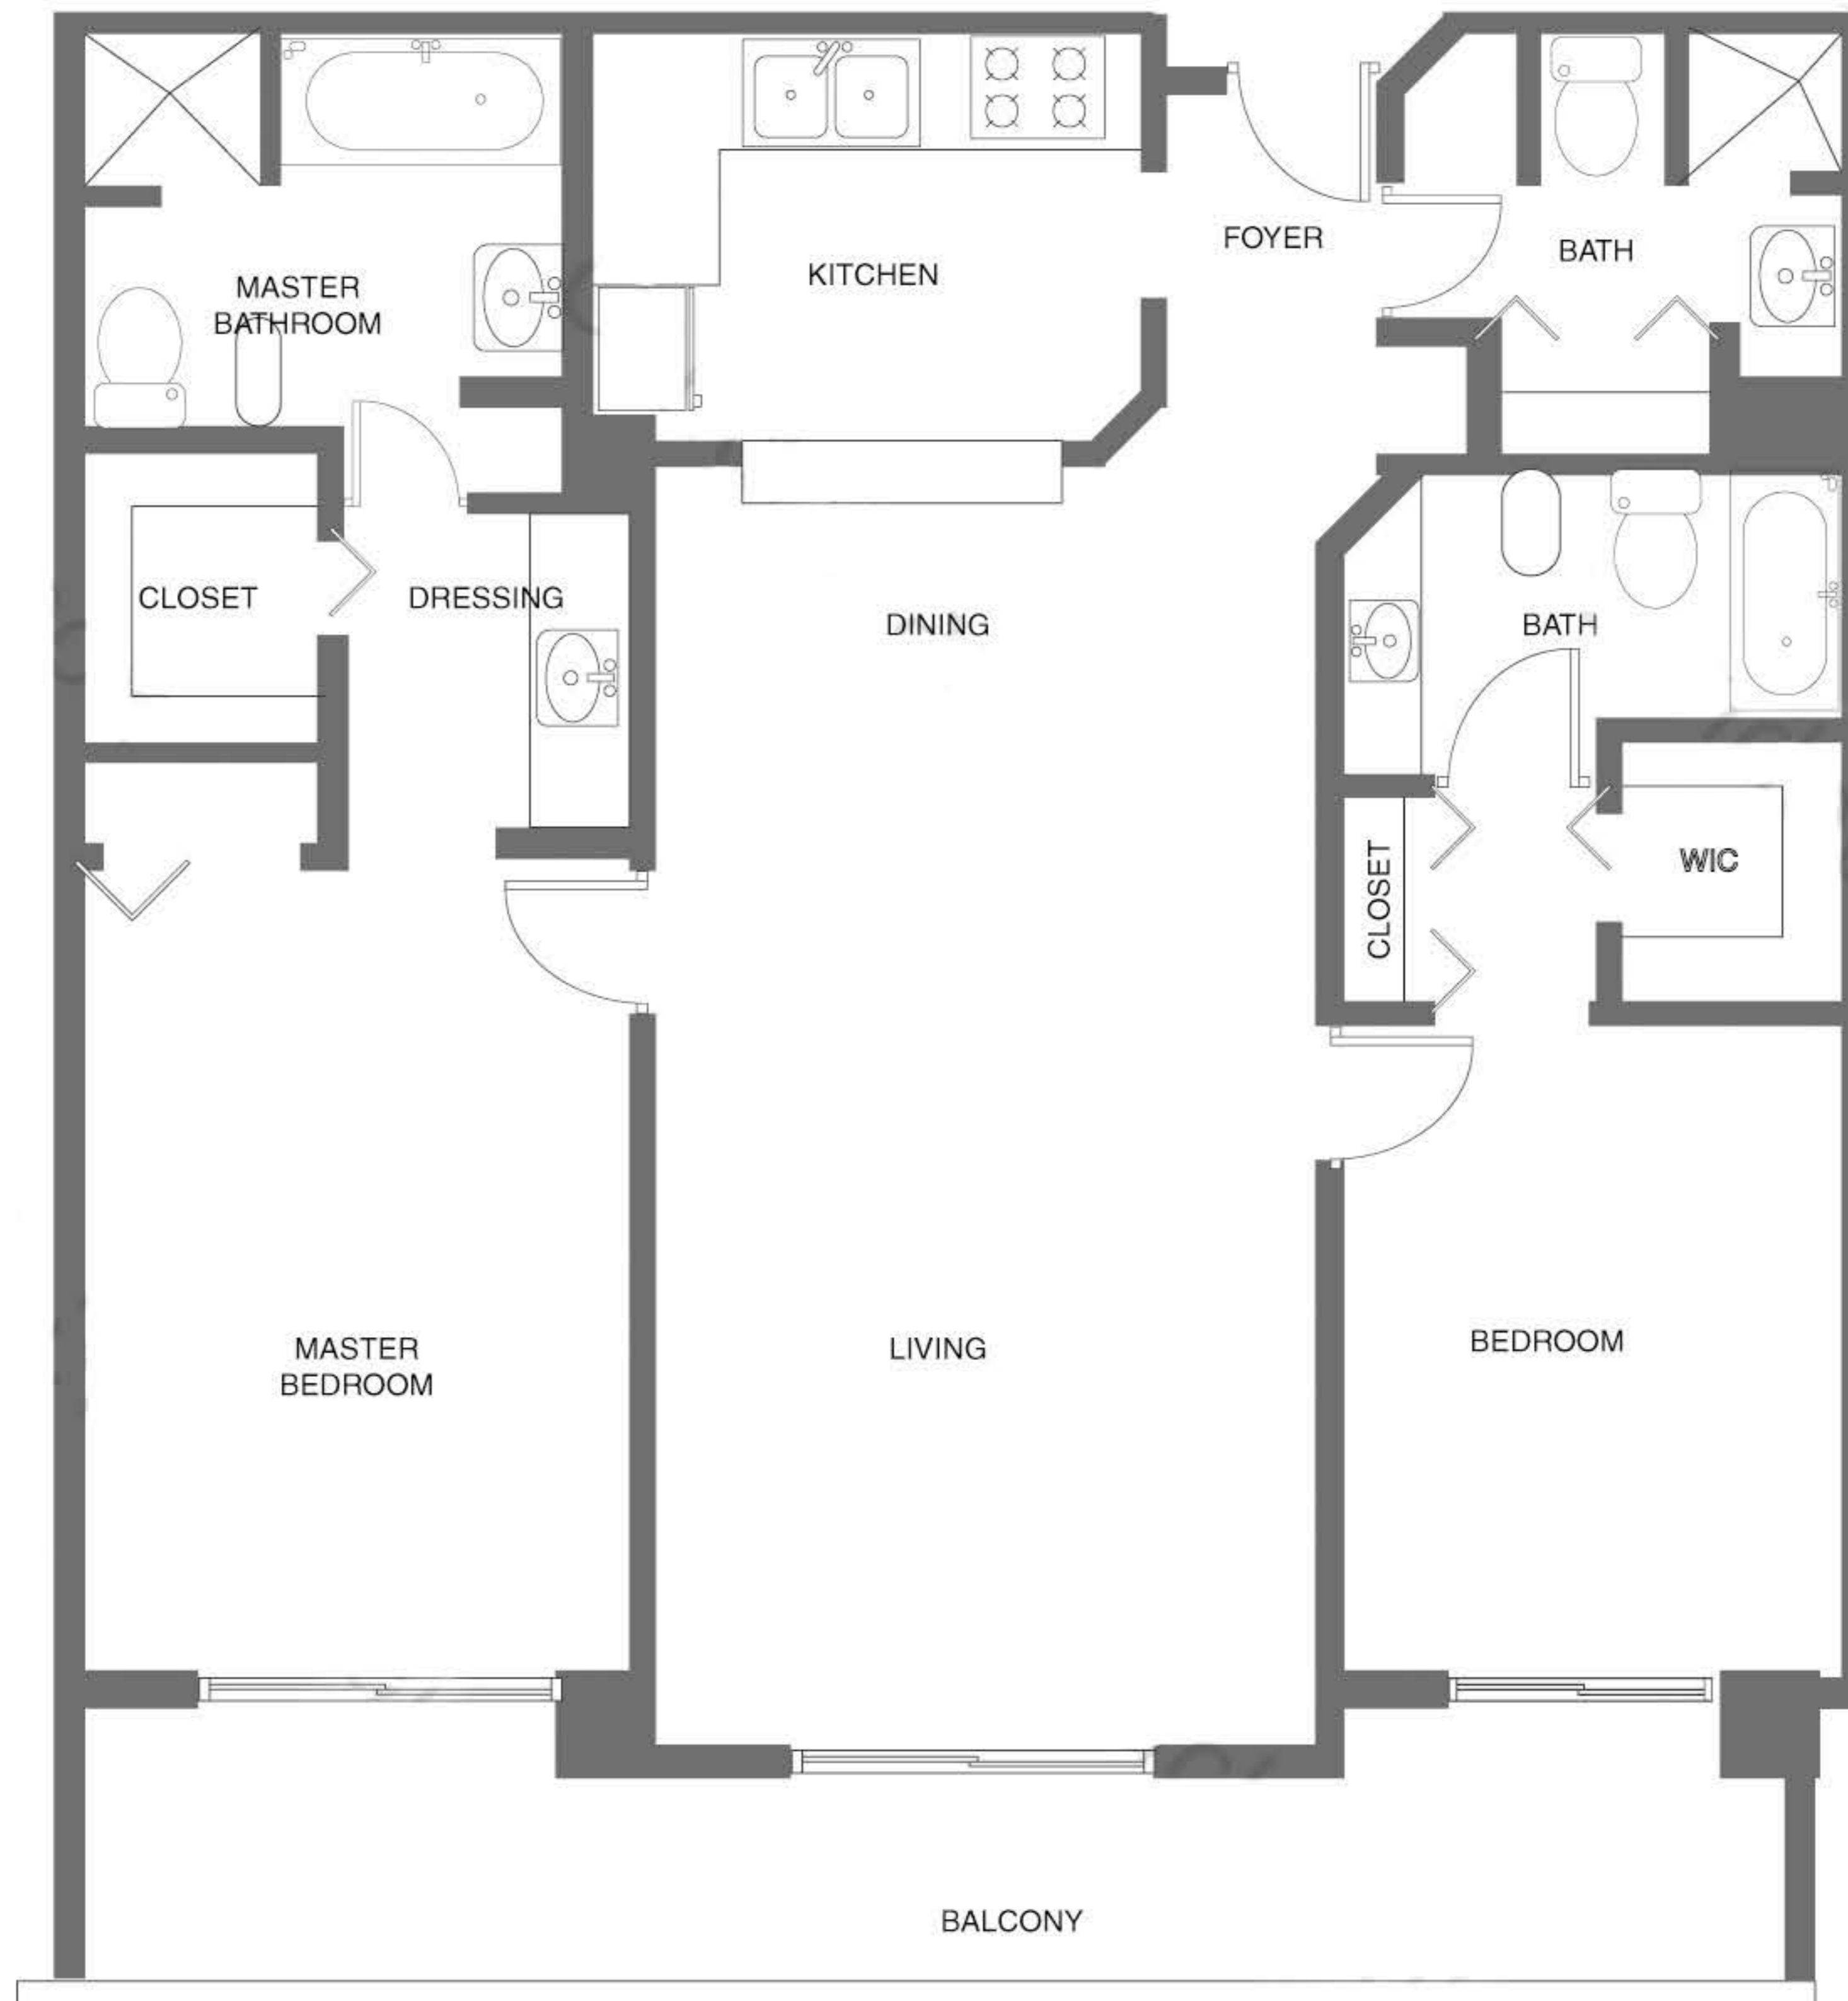 FOYER
BATH
KITCHEN
MASTER
BATHROOM
CLOSET
DRESSING
DINING
BATH
CLOSET
WIC
MASTER
BEDROOM
LIVING
BEDROOM
BALCONY